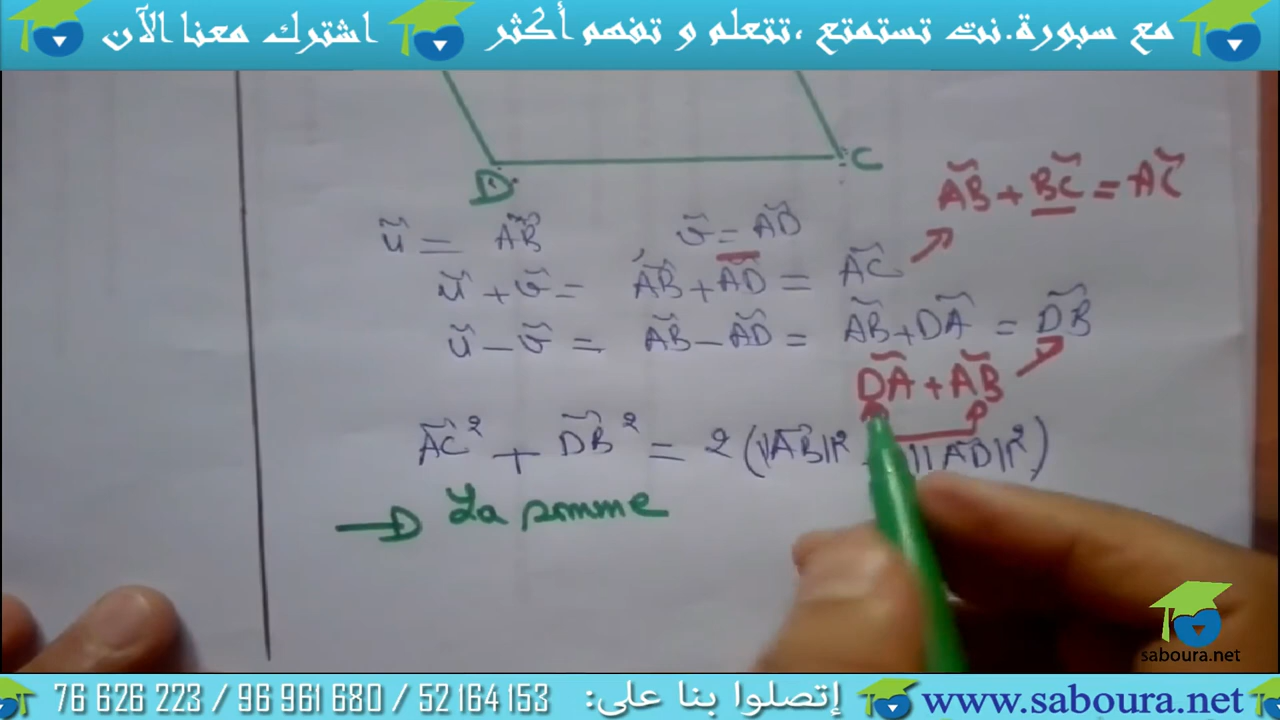 مع سبورة.نت تستمتع ،تتعلم و تفهم أكثر اشترك معنا الآن
D C
AB + BC = AC
u = AB , v = AD
u + v = AB + AD = AC
u - v = AB - AD = AB + DA = DB
DA + AB
AC² + DB² = 2 (||AB||² ||AD||²)
→ La somme
saboura.net
76 626 223 / 96 961 680 / 52 164 153 إتصلوا بنا على: www.saboura.net